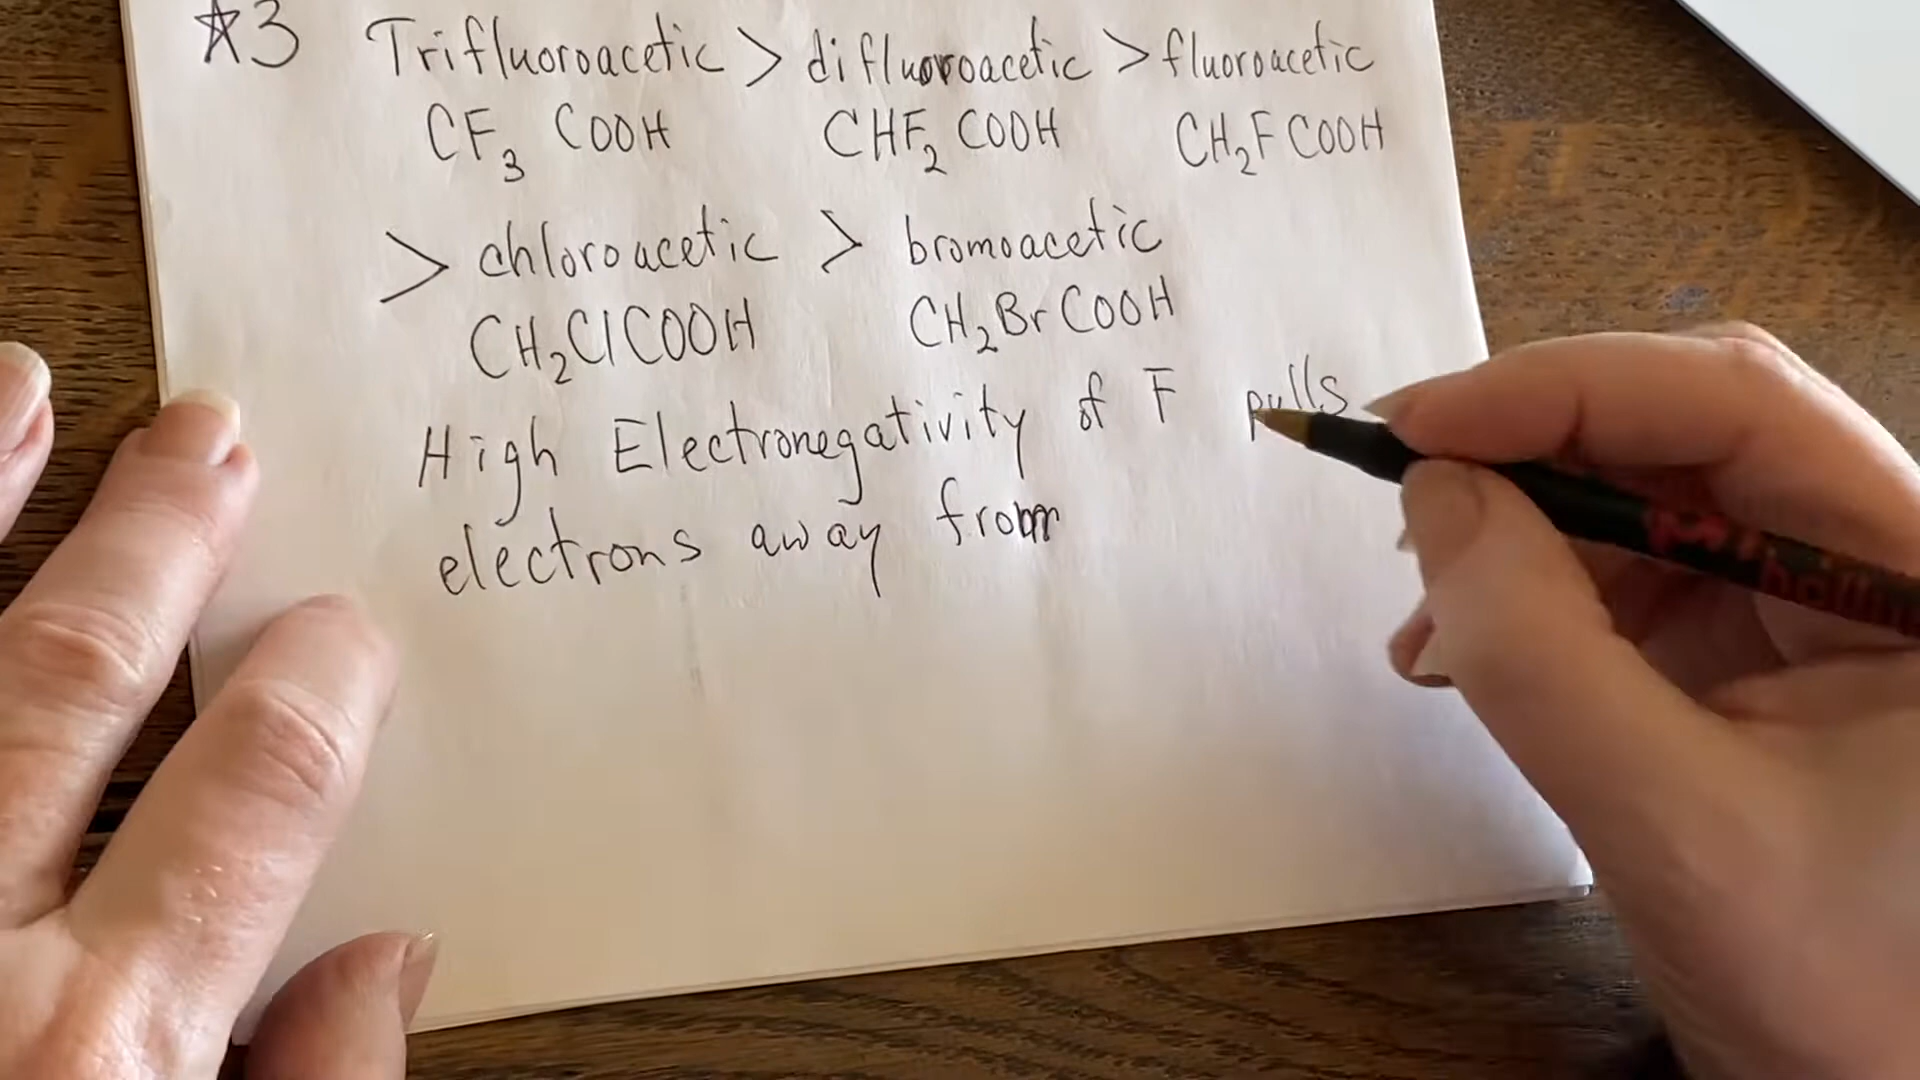 ☆3 Trifluoroacetic > difluoroacetic > fluoroacetic
CF₃ COOH CHF₂ COOH CH₂F COOH
> chloroacetic > bromoacetic
CH₂ClCOOH CH₂Br COOH
High Electronegativity of F pulls
electrons away from